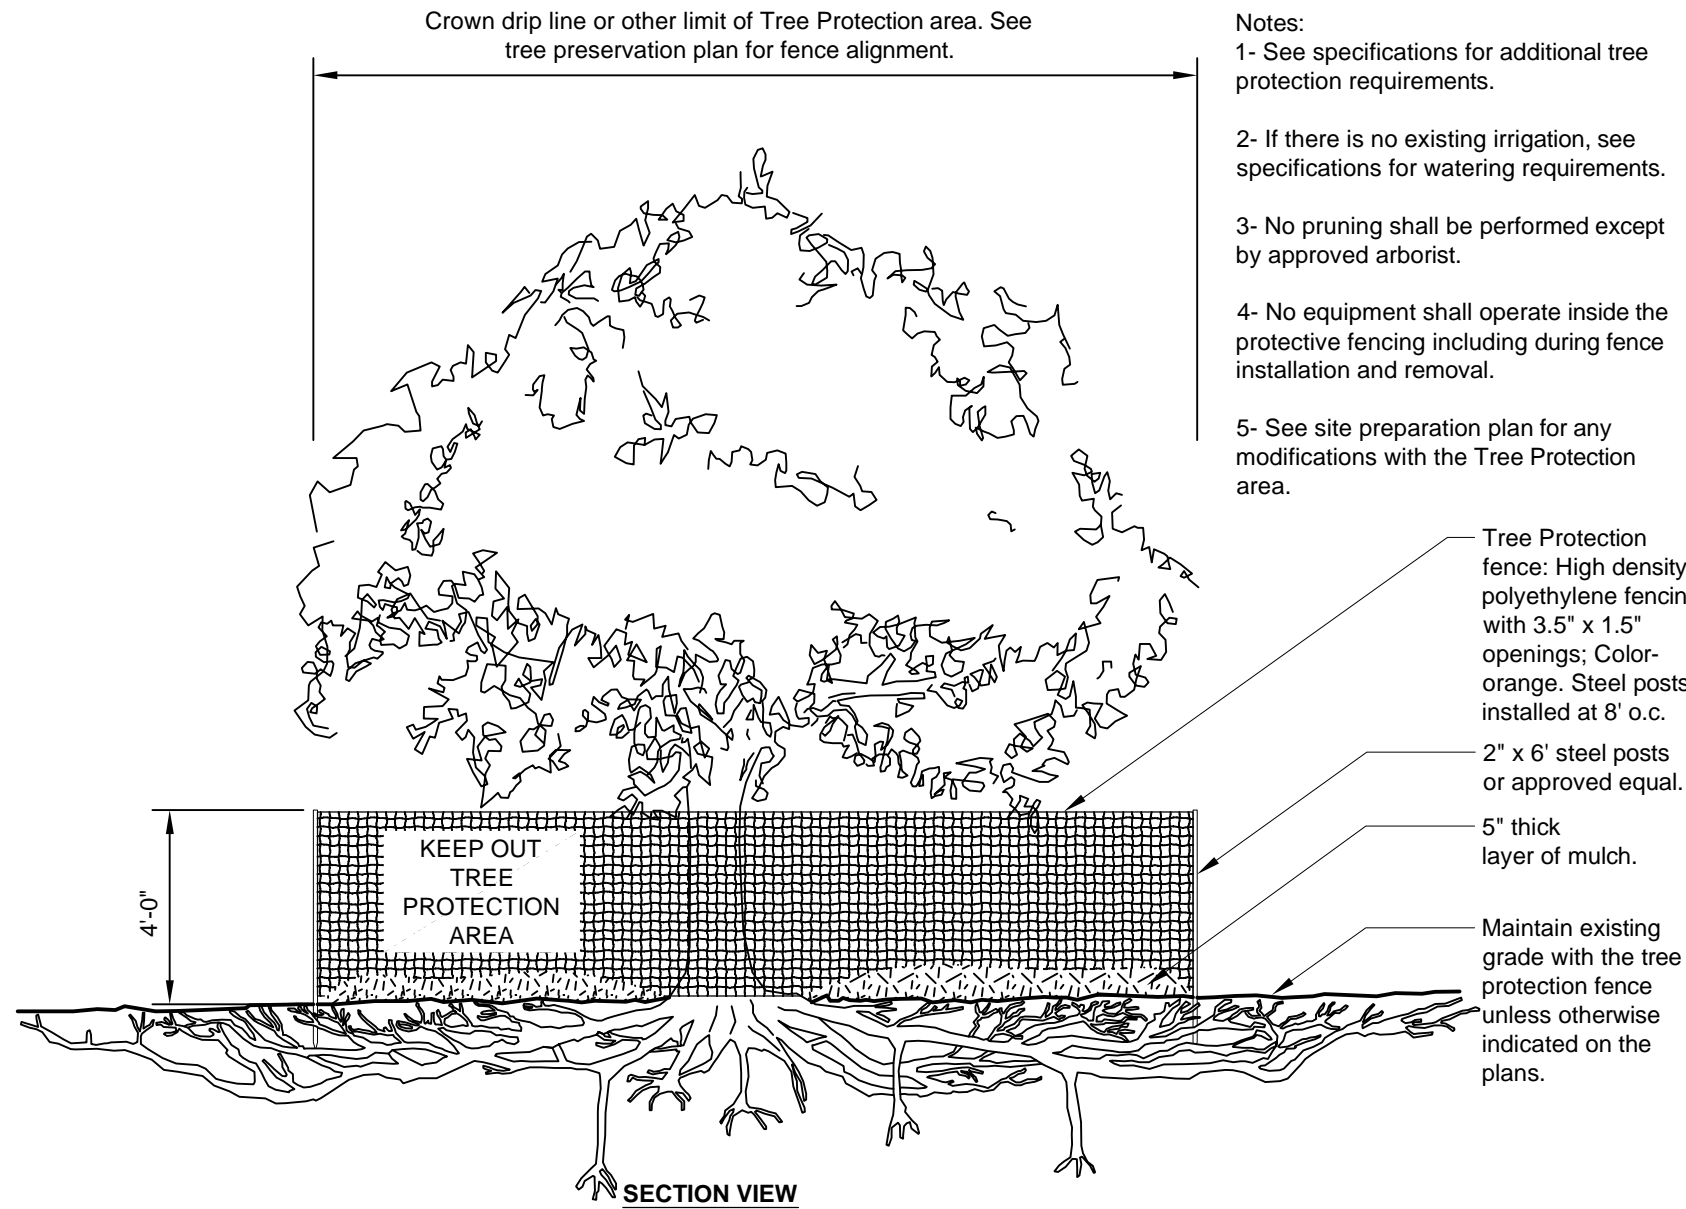 Crown drip line or other limit of Tree Protection area. See
tree preservation plan for fence alignment.
Notes:
1- See specifications for additional tree
protection requirements.
2- If there is no existing irrigation, see
specifications for watering requirements.
3- No pruning shall be performed except
by approved arborist.
4- No equipment shall operate inside the
protective fencing including during fence
installation and removal.
5- See site preparation plan for any
modifications with the Tree Protection
area.
Tree Protection
fence: High density
polyethylene fencin
with 3.5" x 1.5"
openings; Color-
orange. Steel posts
installed at 8' o.c.
2" x 6' steel posts
or approved equal.
5" thick
layer of mulch.
Maintain existing
grade with the tree
protection fence
unless otherwise
indicated on the
plans.
KEEP OUT
TREE
PROTECTION
AREA
4'-0"
SECTION VIEW